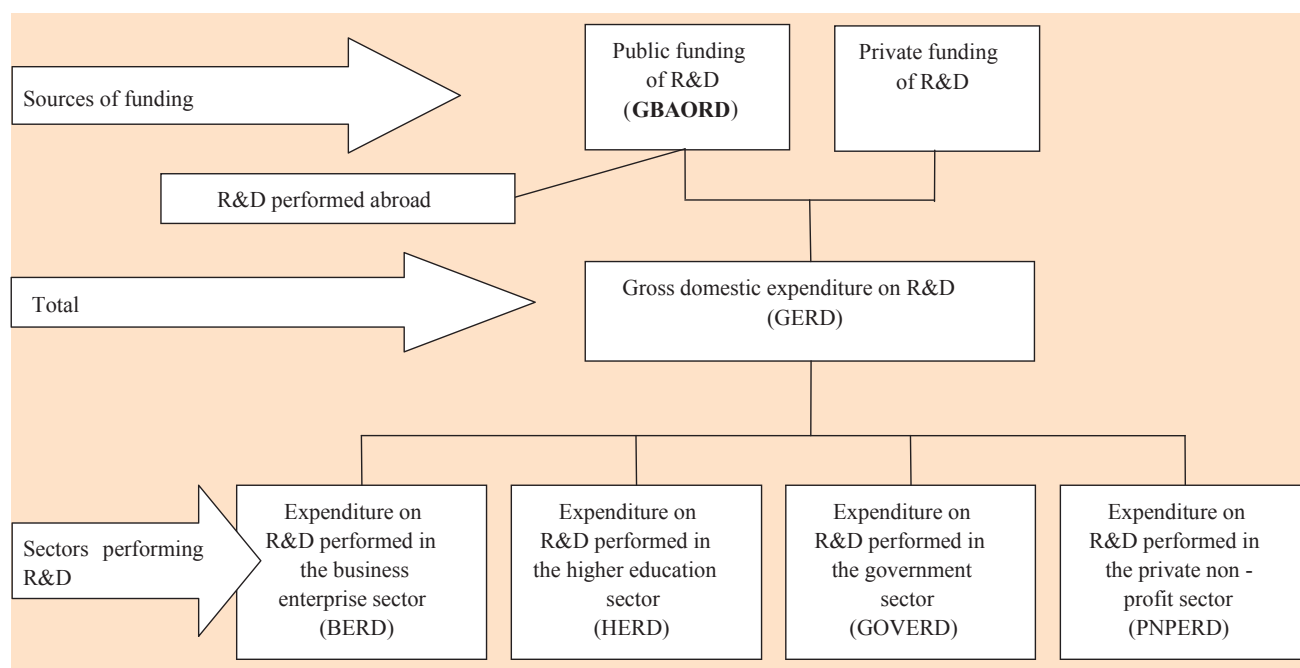 Sources of funding
Public funding
of R&D
(GBAORD)
Private funding
of R&D
R&D performed abroad
Total
Gross domestic expenditure on R&D
(GERD)
Sectors performing
R&D
Expenditure on
R&D performed in
the business
enterprise sector
(BERD)
Expenditure on
R&D performed in
the higher education
sector
(HERD)
Expenditure on
R&D performed in
the government
sector
(GOVERD)
Expenditure on
R&D performed in
the private non -
profit sector
(PNPERD)